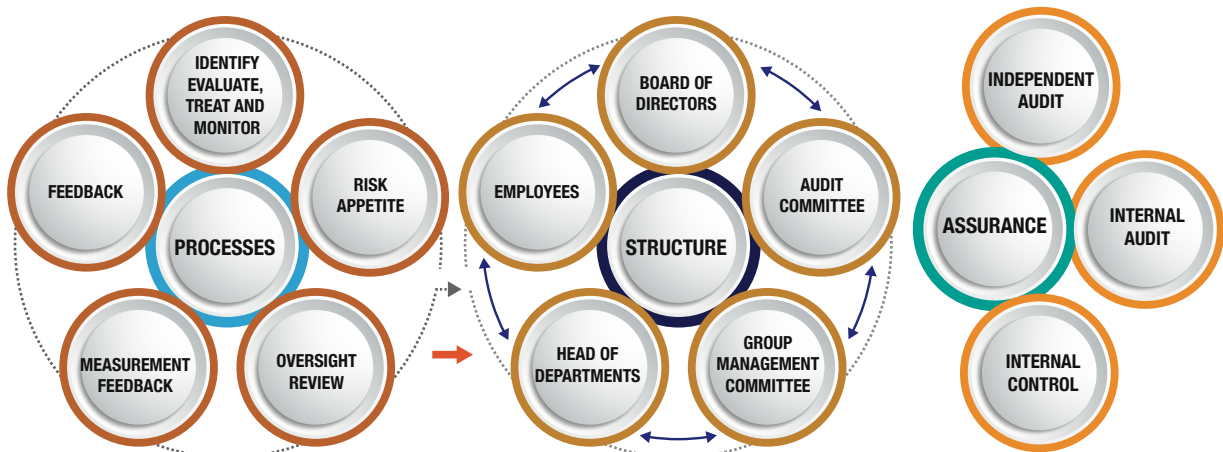 IDENTIFY
EVALUATE,
TREAT AND
MONITOR
FEEDBACK
RISK
APPETITE
PROCESSES
MEASUREMENT
FEEDBACK
OVERSIGHT
REVIEW
BOARD OF
DIRECTORS
EMPLOYEES
AUDIT
COMMITTEE
STRUCTURE
HEAD OF
DEPARTMENTS
GROUP
MANAGEMENT
COMMITTEE
INDEPENDENT
AUDIT
ASSURANCE
INTERNAL
AUDIT
INTERNAL
CONTROL